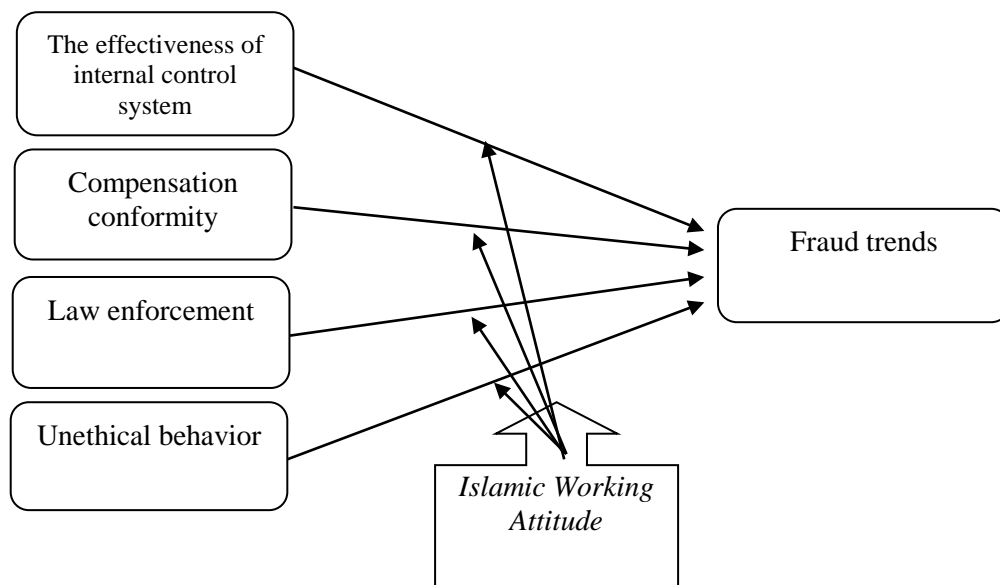 The effectiveness of
internal control
system
Compensation
conformity
Law enforcement
Unethical behavior
Fraud trends
Islamic Working
Attitude